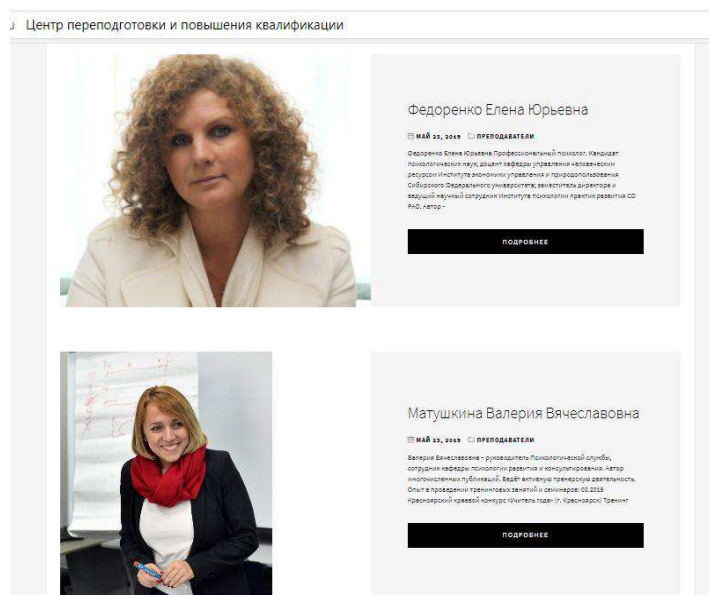 Центр переподготовки и повышения квалификации
Федоренко Елена Юрьевна
МАЙ 23, 2019 ПРЕПОДАВАТЕЛИ
Федоренко Елена Юрьевна Профессиональный психолог. Кандидат
психологических наук, доцент кафедры управления человеческим
ресурсом Института экономики управления и природопользования
Сибирского Федерального университета; заместитель директора и
ведущий научный сотрудник Института психологии практик развития СО
РАО. Автор -
ПОДРОБНЕЕ
Матушкина Валерия Вячеславовна
МАЙ 23, 2019 ПРЕПОДАВАТЕЛИ
Валерия Вячеславовна – руководитель Психологической службы,
сотрудник кафедры психологии развития и консультирования. Автор
многочисленных публикаций. Ведёт активную тренерскую деятельность.
Опыт в проведении тренинговых занятий и семинаров: 02.2019
Красноярский краевой конкурс «Учитель года» (г. Красноярск) Тренинг
ПОДРОБНЕЕ